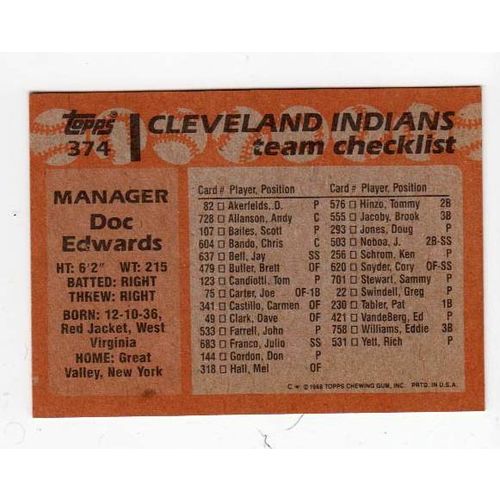 Topps
374
CLEVELAND INDIANS
team checklist
MANAGER
Doc
Edwards
HT: 6'2" WT: 215
BATTED: RIGHT
THREW: RIGHT
BORN: 12-10-36,
Red Jacket, West
Virginia
HOME: Great
Valley, New York
Card # Player, Position
82 □ Akerfelds, D. P
728 □ Allanson, Andy C
107 □ Bailes, Scott P
604 □ Bando, Chris C
637 □ Bell, Jay SS
479 □ Butler, Brett OF
123 □ Candiotti, Tom P
75 □ Carter, Joe OF-1B
341 □ Castillo, Carmen OF
49 □ Clark, Dave OF
533 □ Farrell, John P
683 □ Franco, Julio SS
144 □ Gordon, Don P
318 □ Hall, Mel OF
Card # Player, Position
576 □ Hinzo, Tommy 2B
555 □ Jacoby, Brook 3B
293 □ Jones, Doug P
503 □ Noboa, J. 2B-SS
256 □ Schrom, Ken P
620 □ Snyder, Cory OF-SS
701 □ Stewart, Sammy P
22 □ Swindell, Greg P
230 □ Tabler, Pat 1B
421 □ VandeBerg, Ed P
758 □ Williams, Eddie 3B
531 □ Yett, Rich P
© 1988 TOPPS CHEWING GUM, INC. PRTD. IN U.S.A.